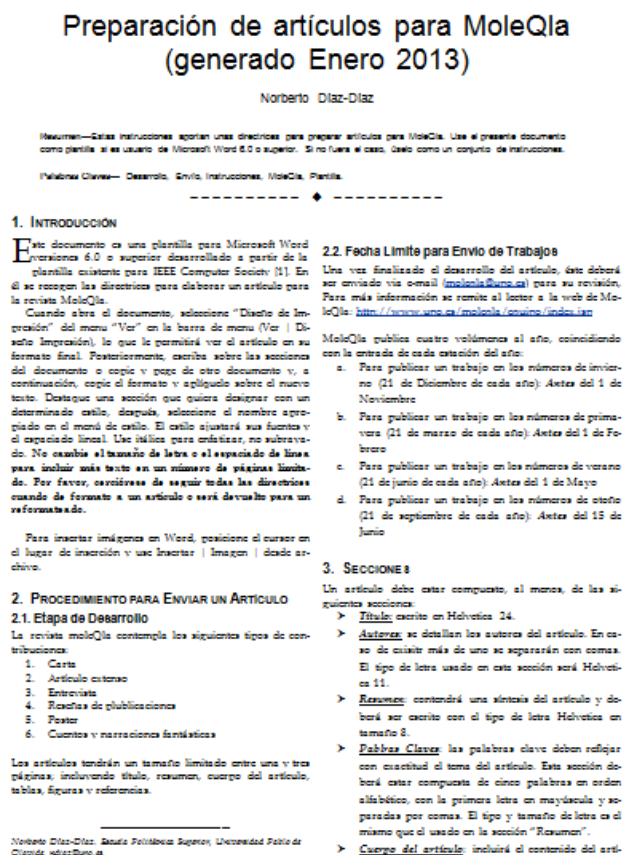 Preparación de artículos para MoleQla
(generado Enero 2013)
Norberto Díaz-Díaz
Resumen—Estas instrucciones aportan unas directrices para preparar artículos para MoleQla. Use el presente documento
como plantilla si es usuario de Microsoft Word 6.0 o superior. Si no fuera el caso, úselo como un conjunto de instrucciones.
Palabras Claves— Desarrollo, Envío, Instrucciones, MoleQla, Plantilla.
—————————— ◆ ——————————
1. INTRODUCCIÓN
Este documento es una plantilla para Microsoft Word
versiones 6.0 o superior desarrollado a partir de la
plantilla existente para IEEE Computer Society [1]. En
él se recogen las directrices para elaborar un artículo para
la revista MoleQla.
Cuando abra el documento, seleccione “Diseño de Im-
presión” del menu “Ver” en la barra de menu (Ver | Di-
seño Impresión), lo que le permitirá ver el artículo en su
formato final. Posteriormente, escriba sobre las secciones
del documento o copie y pege de otro documento y, a
continuación, copie el formato y aplíquelo sobre el nuevo
texto. Destaque una sección que quiera designar con un
determinado estilo, después, seleccione el nombre apro-
piado en el menú de estilo. El estilo ajustará sus fuentes y
el espaciado lineal. Use itálica para enfatizar, no subraya-
do. No cambie el tamaño de letra o el espaciado de línea
para incluir más texto en un número de páginas limita-
do. Por favor, cerciórese de seguir todas las directrices
cuando de formato a un artículo o será devuelto para un
reformateado.
Para insertar imágenes en Word, posicione el cursor en
el lugar de inserción y use Insertar | Imagen | desde ar-
chivo.
2. PROCEDIMIENTO PARA ENVIAR UN ARTÍCULO
2.1. Etapa de Desarrollo
La revista moleQla contempla los siguientes tipos de con-
tribuciones:
1. Carta
2. Artículo extenso
3. Entrevista
4. Reseñas de plublicaciones
5. Poster
6. Cuentos y narraciones fantásticas
Los artículos tendrán un tamaño limitado entre una y tres
páginas, incluyendo título, resumen, cuerpo del artículo,
tablas, figuras y referencias.
Norberto Díaz-Díaz. Escuela Politécnica Superior, Universidad Pablo de
Olavide, ndiaz@upo.es
2.2. Fecha Límite para Envío de Trabajos
Una vez finalizado el desarrollo del artículo, éste deberá
ser enviado vía e-mail (moleqla@upo.es) para su revisión,
Para más información se remite al lector a la web de Mo-
leQla: http://www.upo.es/moleqla/equipo/index.jsp
MoleQla publica cuatro volúmenes al año, coincidiendo
con la entrada de cada estación del año:
a. Para publicar un trabajo en los números de invier-
no (21 de Diciembre de cada año): Antes del 1 de
Noviembre
b. Para publicar un trabajo en los números de prima-
vera (21 de marzo de cada año): Antes del 1 de Fe-
brero
c. Para publicar un trabajo en los números de verano
(21 de junio de cada año): Antes del 1 de Mayo
d. Para publicar un trabajo en los números de otoño
(21 de septiembre de cada año): Antes del 15 de
Junio
3. SECCIONES
Un artículo debe estar compuesto, al menos, de las si-
guientes secciones:
➢ Título: escrito en Helvetica 24.
➢ Autores: se detallan los autores del artículo. En ca-
so de exisitr más de uno se separarán con comas.
El tipo de letra usado en esta sección será Helveti-
ca 11.
➢ Resumen: contendrá una síntesis del artículo y de-
berá ser escrito con el tipo de letra Helvetica en
tamaño 8.
➢ Palabras Claves: las palabras clave deben reflejar
con exactitud el tema del artículo. Esta sección de-
berá estar compuesta de cinco palabras en orden
alfabético, con la primera letra en mayúscula y se-
paradas por comas. El tipo y tamaño de letra es el
mismo que el usado en la sección “Resumen”.
➢ Cuerpo del artículo: incluirá el contenido del artí-